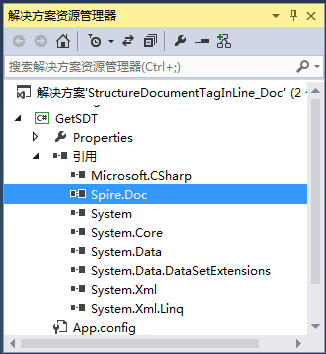 解决方案资源管理器
搜索解决方案资源管理器(Ctrl+;)
解决方案'StructureDocumentTagInLine_Doc' (2
GetSDT
Properties
引用
Microsoft.CSharp
Spire.Doc
System
System.Core
System.Data
System.Data.DataSetExtensions
System.Xml
System.Xml.Linq
App.config